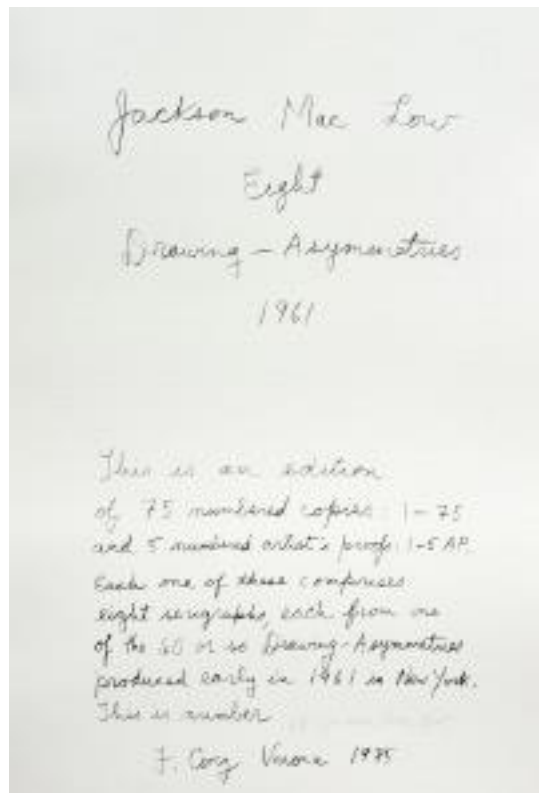 Jackson Mac Low
Eight
Drawing-Asymmetries
1961
This is an edition
of 75 numbered copies: 1-75
and 5 numbered artist's proofs: 1-5 AP.
Each one of these comprises
eight serigraphs, each from one
of the 60 or so Drawing-Asymmetries
produced early in 1961 in New York.
This is number
F. Conz Verona 1985